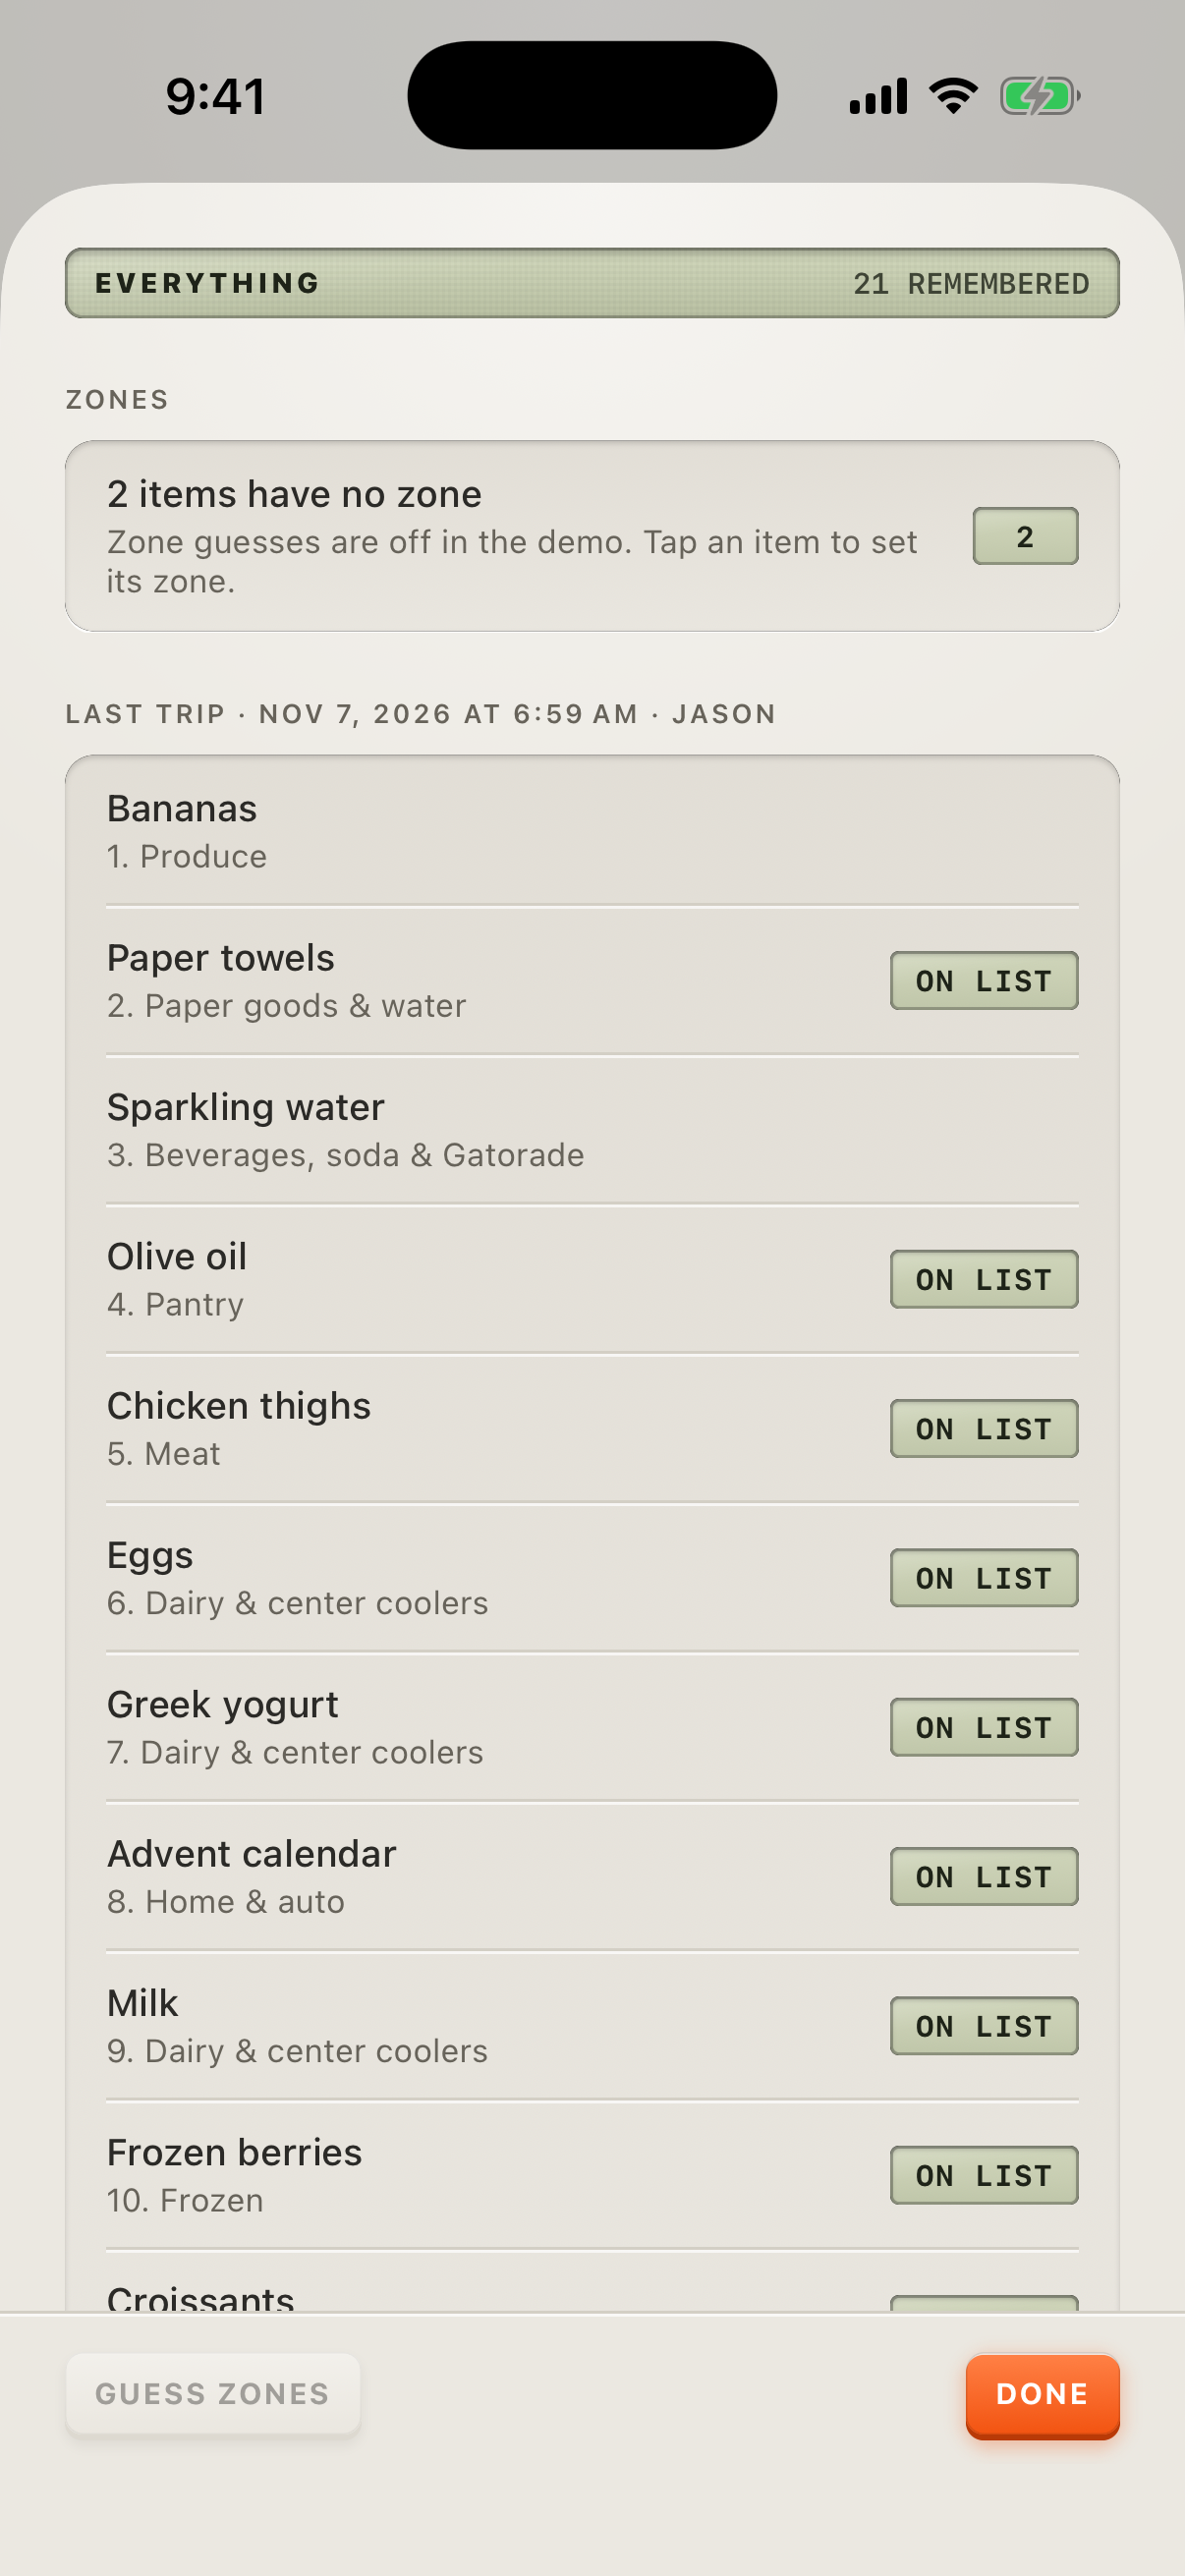 9:41
EVERYTHING
21 REMEMBERED
ZONES
2 items have no zone
Zone guesses are off in the demo. Tap an item to set
its zone.
2
LAST TRIP · NOV 7, 2026 AT 6:59 AM · JASON
Bananas
1. Produce
Paper towels
2. Paper goods & water
ON LIST
Sparkling water
3. Beverages, soda & Gatorade
Olive oil
4. Pantry
ON LIST
Chicken thighs
5. Meat
ON LIST
Eggs
6. Dairy & center coolers
ON LIST
Greek yogurt
7. Dairy & center coolers
ON LIST
Advent calendar
8. Home & auto
ON LIST
Milk
9. Dairy & center coolers
ON LIST
Frozen berries
10. Frozen
ON LIST
Croissants
GUESS ZONES
DONE